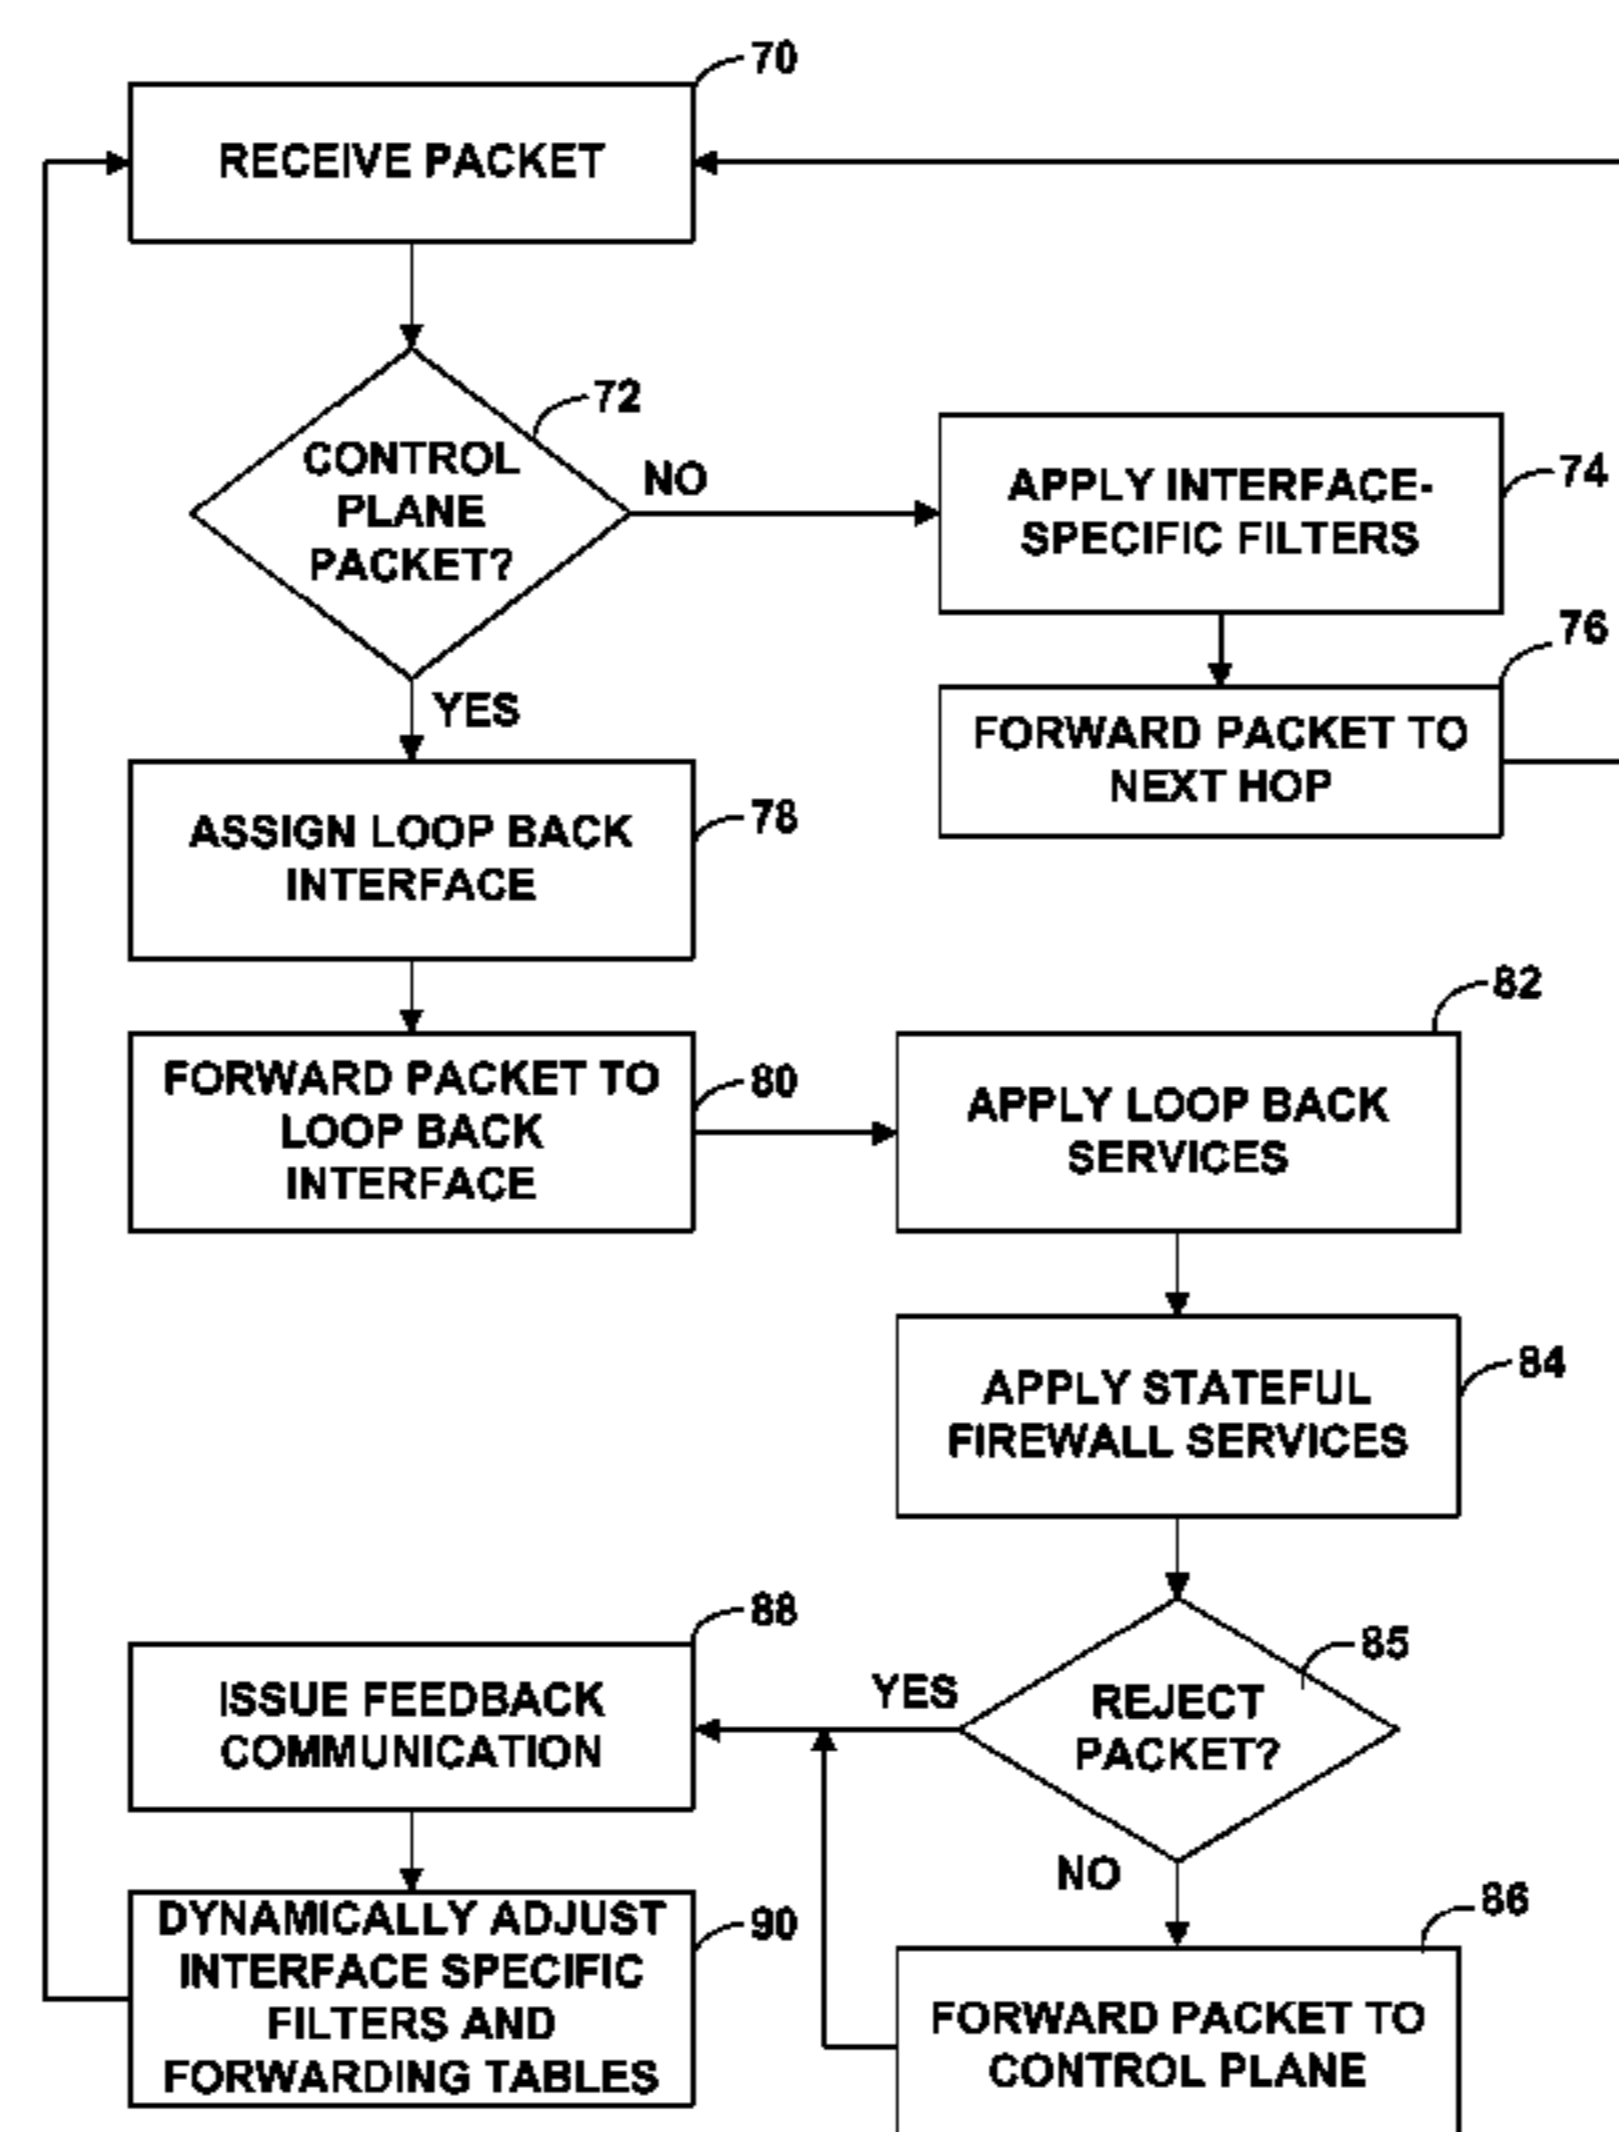 70
RECEIVE PACKET
72
CONTROL
PLANE
PACKET?
NO
APPLY INTERFACE-
SPECIFIC FILTERS
74
76
FORWARD PACKET TO
NEXT HOP
YES
ASSIGN LOOP BACK
INTERFACE
78
FORWARD PACKET TO
LOOP BACK
INTERFACE
80
82
APPLY LOOP BACK
SERVICES
APPLY STATEFUL
FIREWALL SERVICES
84
85
REJECT
PACKET?
YES
88
ISSUE FEEDBACK
COMMUNICATION
NO
DYNAMICALLY ADJUST
INTERFACE SPECIFIC
FILTERS AND
FORWARDING TABLES
90
86
FORWARD PACKET TO
CONTROL PLANE